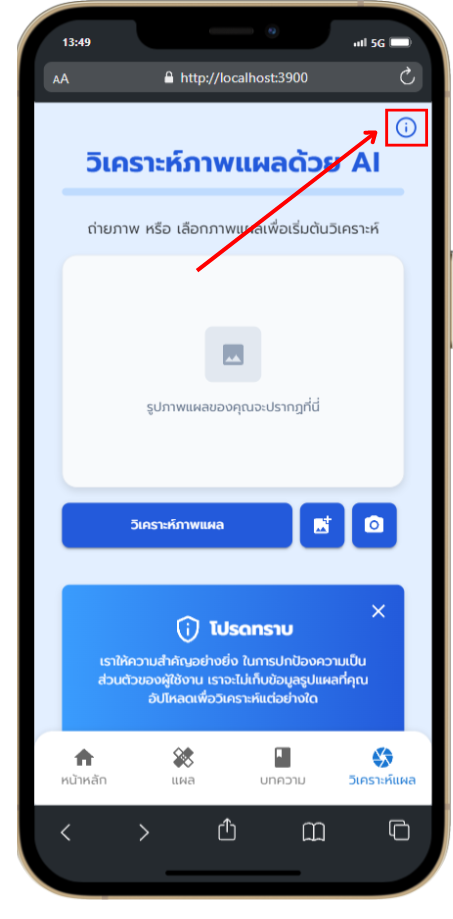 13:49
5G
AA
http://localhost:3900
วิเคราะห์ภาพแผลด้วย AI
ถ่ายภาพ หรือ เลือกภาพแผลเพื่อเริ่มต้นวิเคราะห์
รูปภาพแผลของคุณจะปรากฏที่นี่
วิเคราะห์ภาพแผล
โปรดทราบ
เราให้ความสำคัญอย่างยิ่ง ในการปกป้องความเป็น
ส่วนตัวของผู้ใช้งาน เราจะไม่เก็บข้อมูลรูปแผลที่คุณ
อัปโหลดเพื่อวิเคราะห์แต่อย่างใด
หน้าหลัก
แผล
บทความ
วิเคราะห์แผล